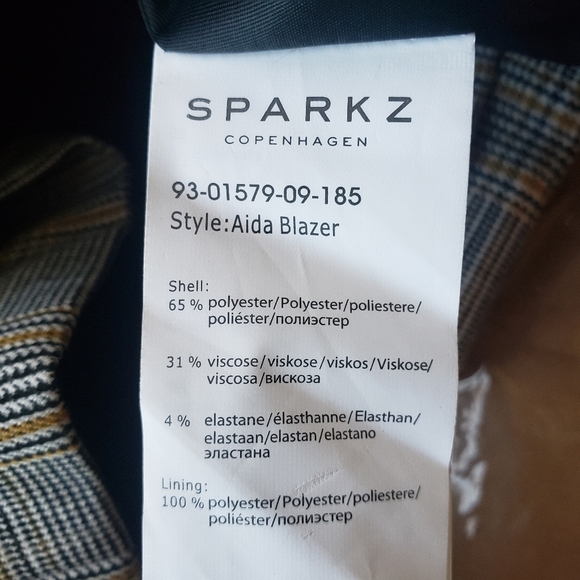 SPARKZ
COPENHAGEN
93-01579-09-185
Style:Aida Blazer
Shell:
65 % polyester/Polyester/poliestere/
poliéster/полиэстер
31 % viscose/viskose/viskos/Viskose/
viscosa/вискоза
4 % elastane/élasthanne/Elasthan/
elastaan/elastan/elastano
эластана
Lining:
100 % polyester/Polyester/poliestere/
poliéster/полиэстер